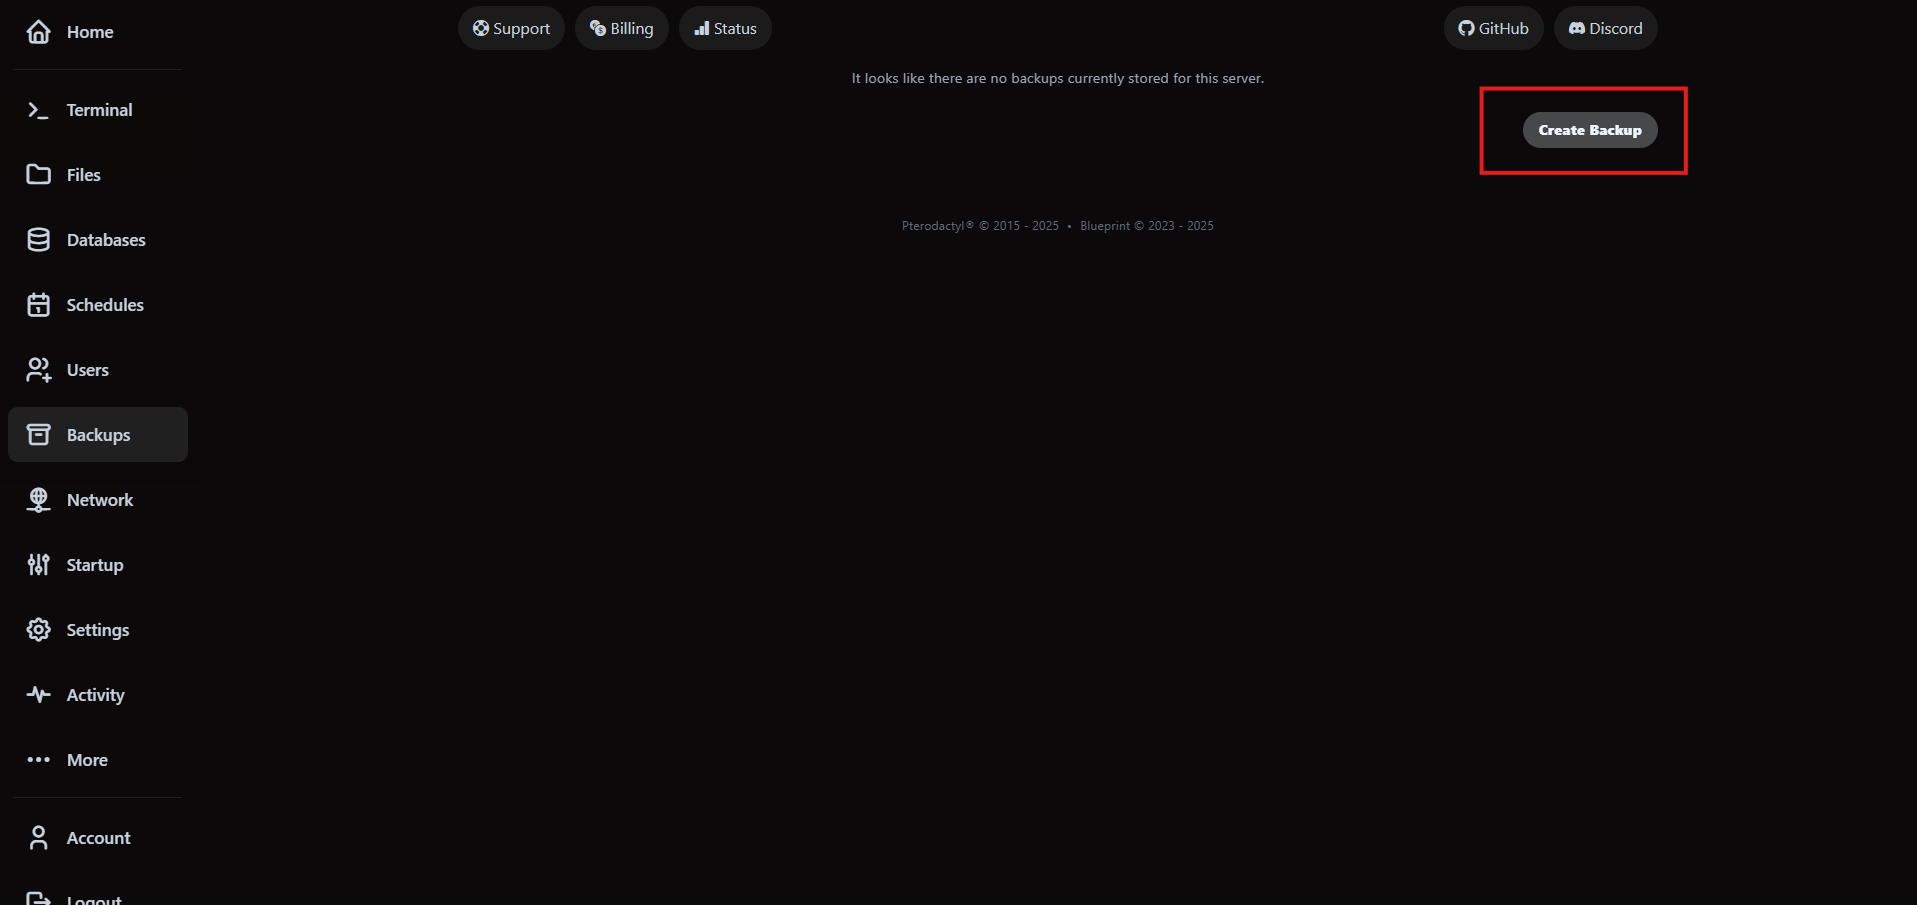 Home
Terminal
Files
Databases
Schedules
Users
Backups
Network
Startup
Settings
Activity
More
Account
Logout
Support
Billing
Status
GitHub
Discord
It looks like there are no backups currently stored for this server.
Create Backup
Pterodactyl® © 2015 - 2025 • Blueprint © 2023 - 2025